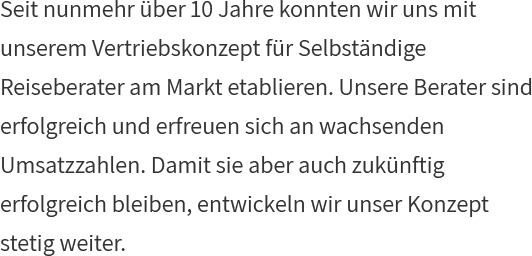 Seit nunmehr über 10 Jahre konnten wir uns mit
unserem Vertriebskonzept für Selbständige
Reiseberater am Markt etablieren. Unsere Berater sind
erfolgreich und erfreuen sich an wachsenden
Umsatzzahlen. Damit sie aber auch zukünftig
erfolgreich bleiben, entwickeln wir unser Konzept
stetig weiter.